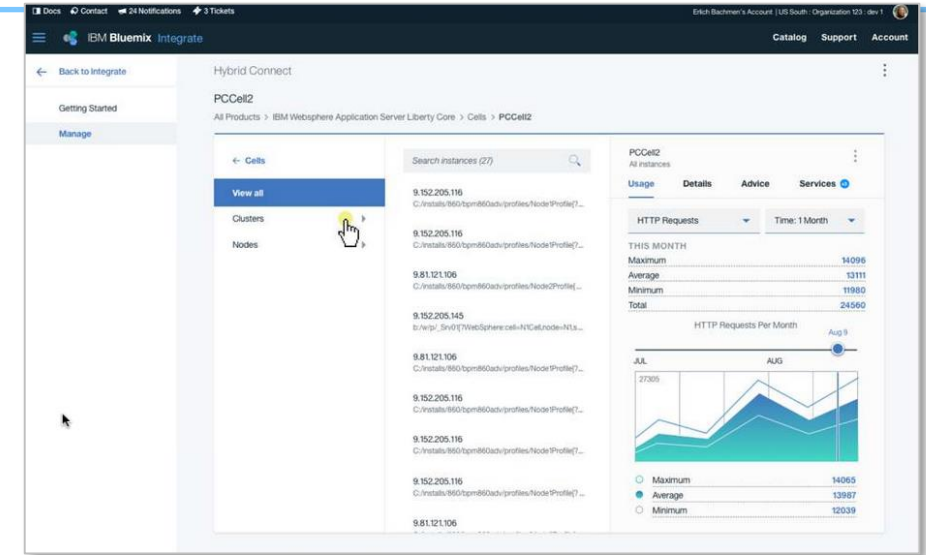 Docs Contact 24 Notifications 3 Tickets Erlich Bachmen's Account | US South : Organization 123 : dev 1
IBM Bluemix Integrate Catalog Support Account
Back to Integrate
Getting Started
Manage
Hybrid Connect
PCCell2
All Products > IBM Websphere Application Server Liberty Core > Cells > PCCell2
Cells
View all
Clusters
Nodes
Search instances (27)
9.152.205.116
C:/installs/860/bpm860adv/profiles/Node1Profile[?...
9.152.205.116
C:/installs/860/bpm860adv/profiles/Node1Profile[?...
9.81.121.106
C:/installs/860/bpm860adv/profiles/Node2Profile[...
9.152.205.145
b:/w/p/_Srv01[?WebSphere:cell=N1Cell,node=N1,s...
9.81.121.106
C:/installs/860/bpm860adv/profiles/Node1Profile[?...
9.152.205.116
C:/installs/860/bpm860adv/profiles/Node1Profile[?...
9.152.205.116
C:/installs/860/bpm860adv/profiles/Node1Profile[?...
9.152.205.116
C:/installs/860/bpm860adv/profiles/Node1Profile[?...
9.81.121.106
PCCell2
All instances
Usage Details Advice Services
HTTP Requests Time: 1 Month
THIS MONTH
Maximum 14096
Average 13111
Minimum 11980
Total 24560
HTTP Requests Per Month
Aug 9
JUL AUG
27305
Maximum 14065
Average 13987
Minimum 12039